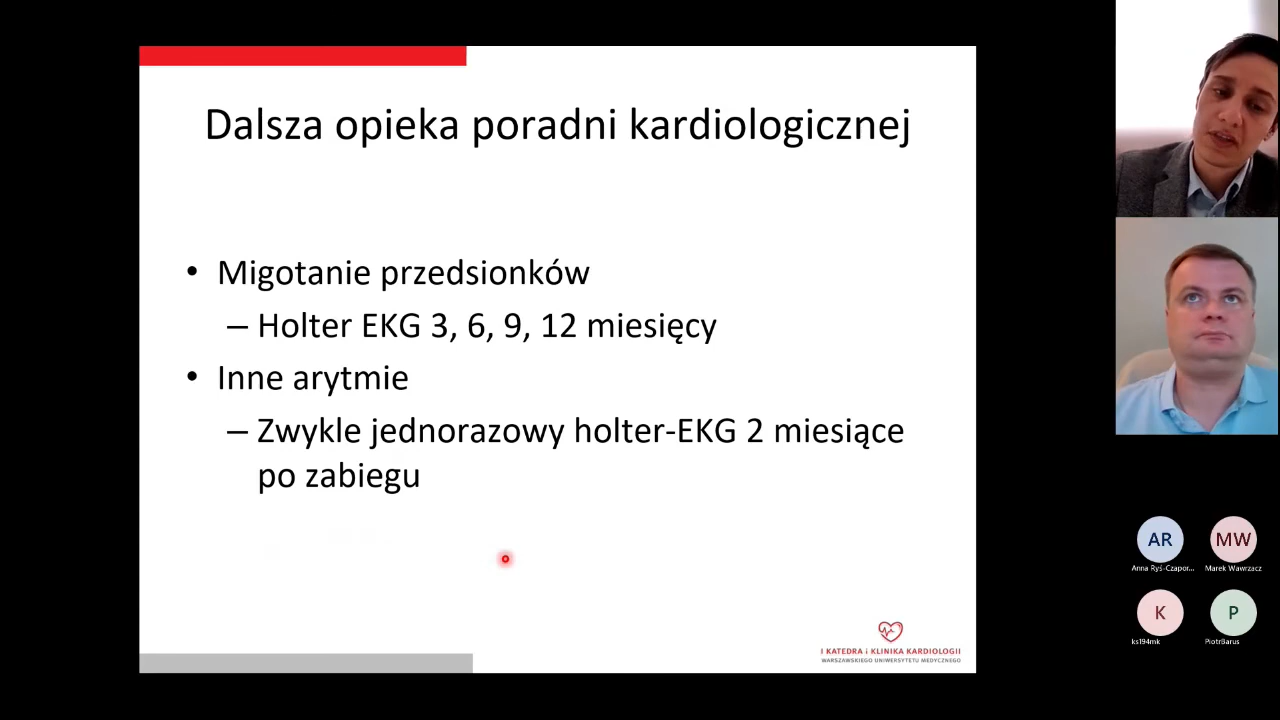 Dalsza opieka poradni kardiologicznej
• Migotanie przedsionków
– Holter EKG 3, 6, 9, 12 miesięcy
• Inne arytmie
– Zwykle jednorazowy holter-EKG 2 miesiące
po zabiegu
I KATEDRA i KLINIKA KARDIOLOGII
WARSZAWSKIEGO UNIWERSYTETU MEDYCZNEGO
AR
MW
Anna Ryś-Czapor...
Marek Wawrzacz
K
P
ks194mk
PiotrBarus